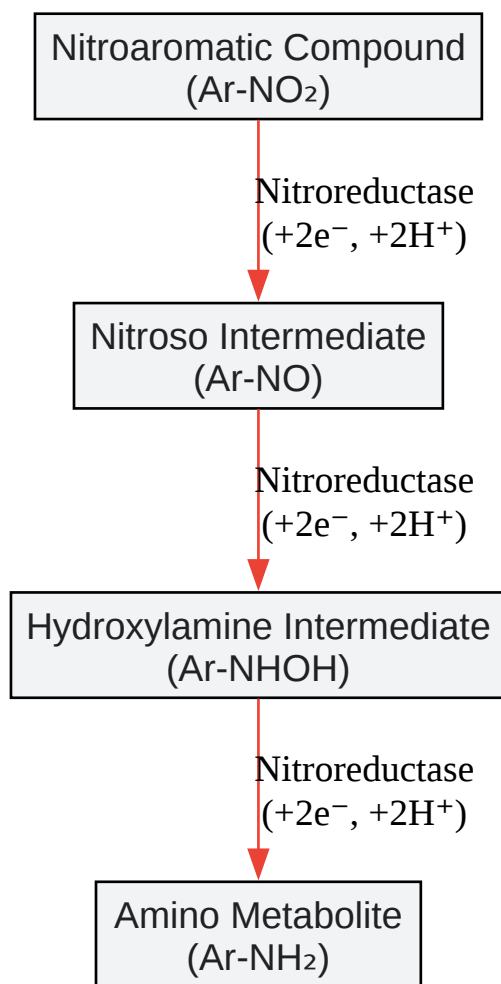 Nitroaromatic Compound
(Ar-NO₂)
Nitroreductase
(+2e⁻, +2H⁺)
Nitroso Intermediate
(Ar-NO)
Nitroreductase
(+2e⁻, +2H⁺)
Hydroxylamine Intermediate
(Ar-NHOH)
Nitroreductase
(+2e⁻, +2H⁺)
Amino Metabolite
(Ar-NH₂)